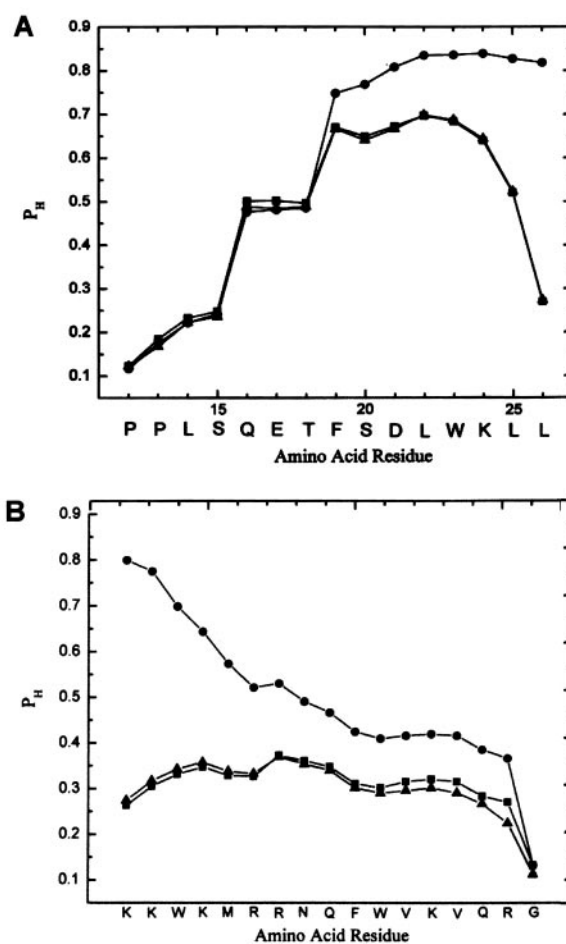 A
0.9
0.8
0.7
0.6
0.5
0.4
0.3
0.2
0.1
P_H
15 20 25
P P L S Q E T F S D L W K L L
Amino Acid Residue
B
0.9
0.8
0.7
0.6
0.5
0.4
0.3
0.2
0.1
P_H
K K W K M R R N Q F W V K V Q R G
Amino Acid Residue